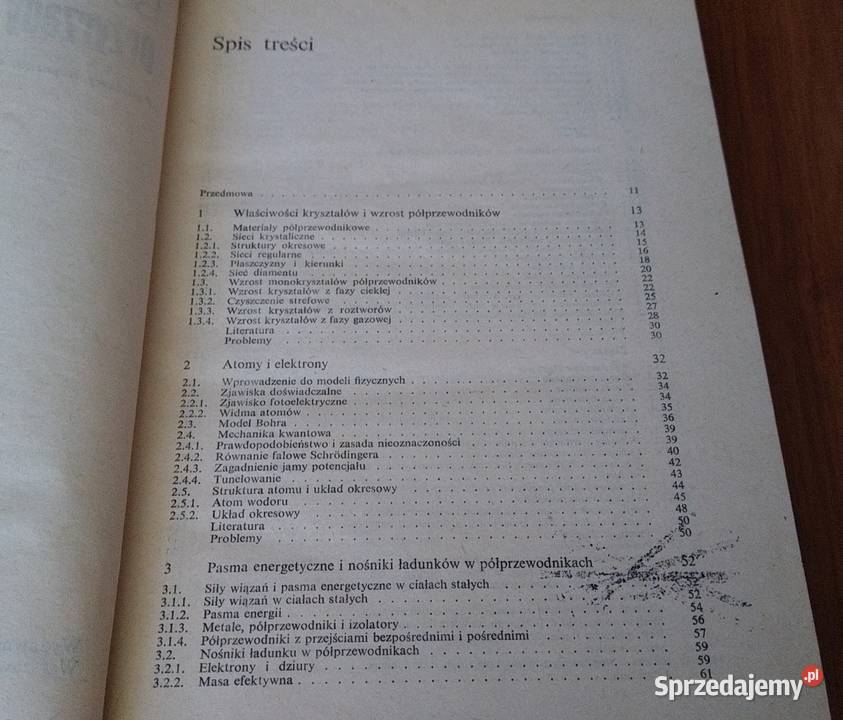 Spis treści
Przedmowa 11
1 Właściwości kryształów i wzrost półprzewodników 13
1.1. Materiały półprzewodnikowe 13
1.2. Sieci krystaliczne 14
1.2.1. Struktury okresowe 15
1.2.2. Sieci regularne 16
1.2.3. Płaszczyzny i kierunki 18
1.2.4. Sieć diamentu 20
1.3. Wzrost monokryształów półprzewodników 22
1.3.1. Wzrost kryształów z fazy ciekłej 22
1.3.2. Czyszczenie strefowe 25
1.3.3. Wzrost kryształów z roztworów 27
1.3.4. Wzrost kryształów z fazy gazowej 28
Literatura 30
Problemy 30
2 Atomy i elektrony 32
2.1. Wprowadzenie do modeli fizycznych 32
2.2. Zjawiska doświadczalne 34
2.2.1. Zjawisko fotoelektryczne 34
2.2.2. Widma atomów 35
2.3. Model Bohra 36
2.4. Mechanika kwantowa 39
2.4.1. Prawdopodobieństwo i zasada nieoznaczoności 39
2.4.2. Równanie falowe Schrödingera 40
2.4.3. Zagadnienie jamy potencjału 42
2.4.4. Tunelowanie 43
2.5. Struktura atomu i układ okresowy 44
2.5.1. Atom wodoru 45
2.5.2. Układ okresowy 48
Literatura 50
Problemy 50
3 Pasma energetyczne i nośniki ładunków w półprzewodnikach 52
3.1. Siły wiązań i pasma energetyczne w ciałach stałych
3.1.1. Siły wiązań w ciałach stałych 52
3.1.2. Pasma energii 54
3.1.3. Metale, półprzewodniki i izolatory 56
3.1.4. Półprzewodniki z przejściami bezpośrednimi i pośrednimi 57
3.2. Nośniki ładunku w półprzewodnikach 59
3.2.1. Elektrony i dziury 59
3.2.2. Masa efektywna 61
Sprzedajemy.pl